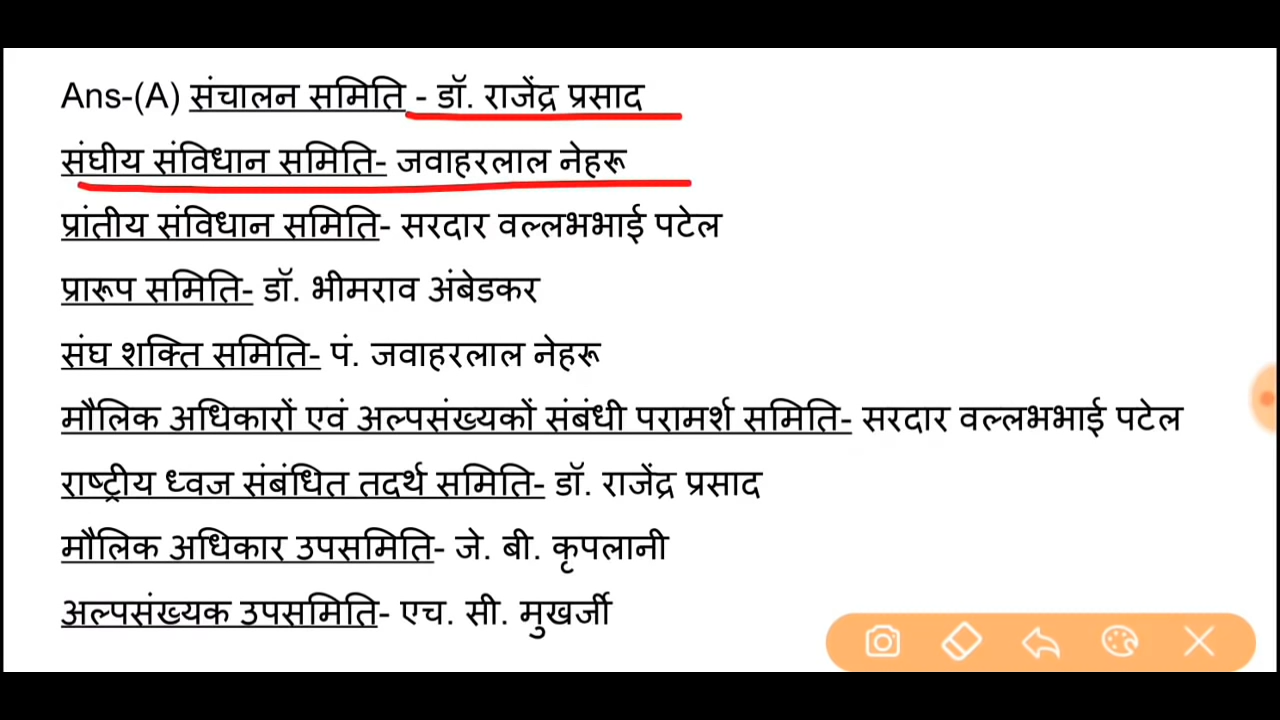 Ans-(A) संचालन समिति - डॉ. राजेंद्र प्रसाद
संघीय संविधान समिति- जवाहरलाल नेहरू
प्रांतीय संविधान समिति- सरदार वल्लभभाई पटेल
प्रारूप समिति- डॉ. भीमराव अंबेडकर
संघ शक्ति समिति- पं. जवाहरलाल नेहरू
मौलिक अधिकारों एवं अल्पसंख्यकों संबंधी परामर्श समिति- सरदार वल्लभभाई पटेल
राष्ट्रीय ध्वज संबंधित तदर्थ समिति- डॉ. राजेंद्र प्रसाद
मौलिक अधिकार उपसमिति- जे. बी. कृपलानी
अल्पसंख्यक उपसमिति- एच. सी. मुखर्जी